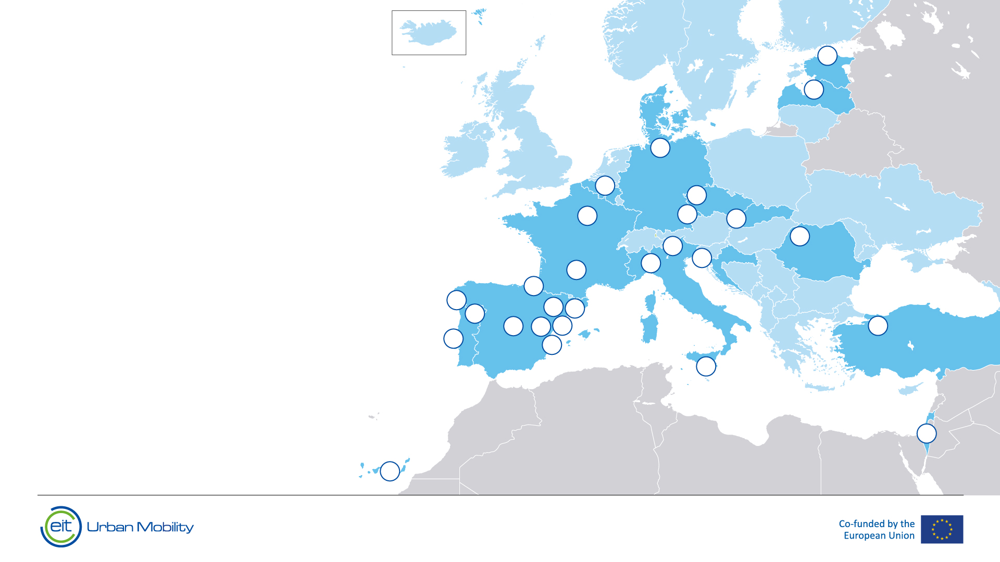 eit Urban Mobility
Co-funded by the
European Union